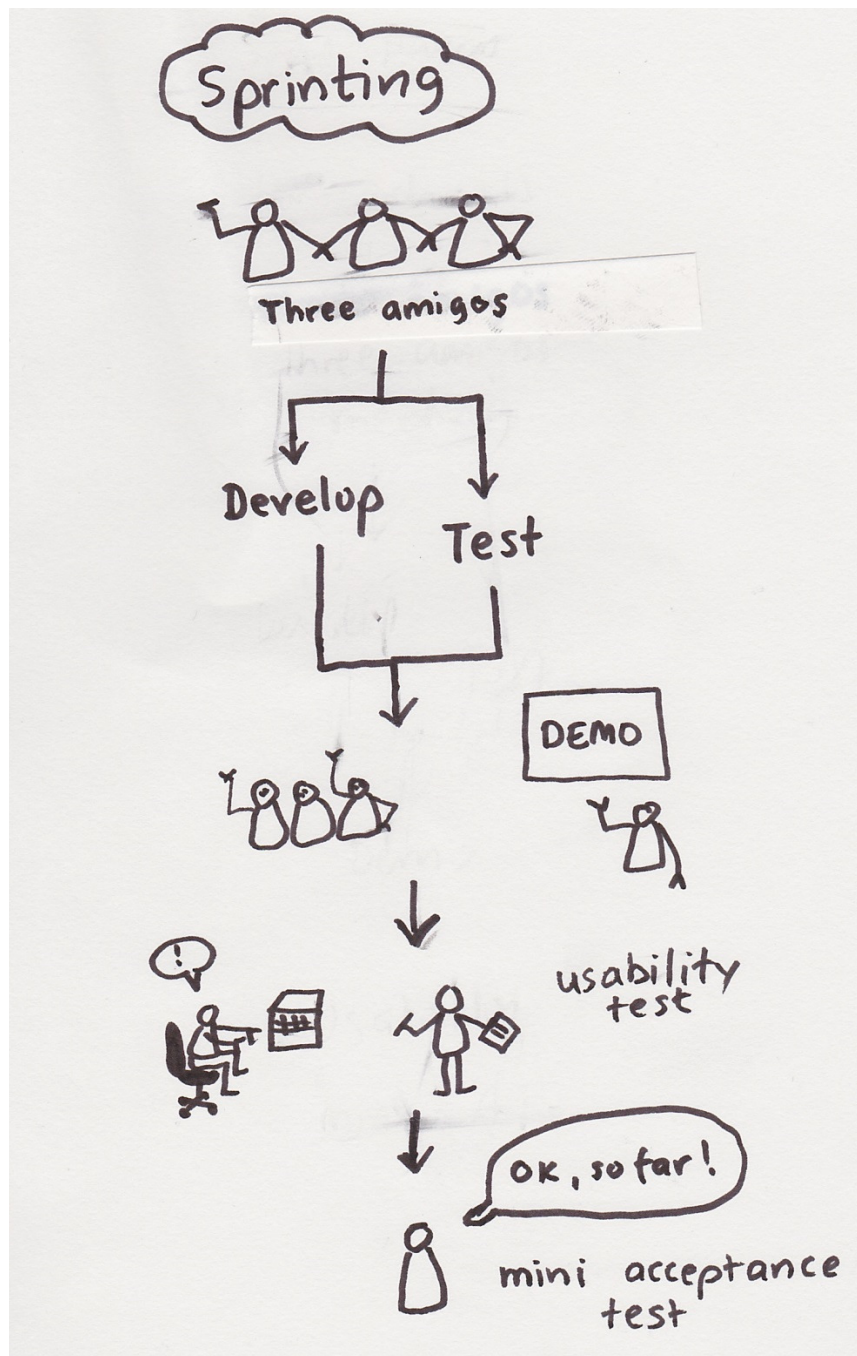 Sprinting
Three amigos
Develop
Test
DEMO
!
usability
test
OK, so far!
mini acceptance
test